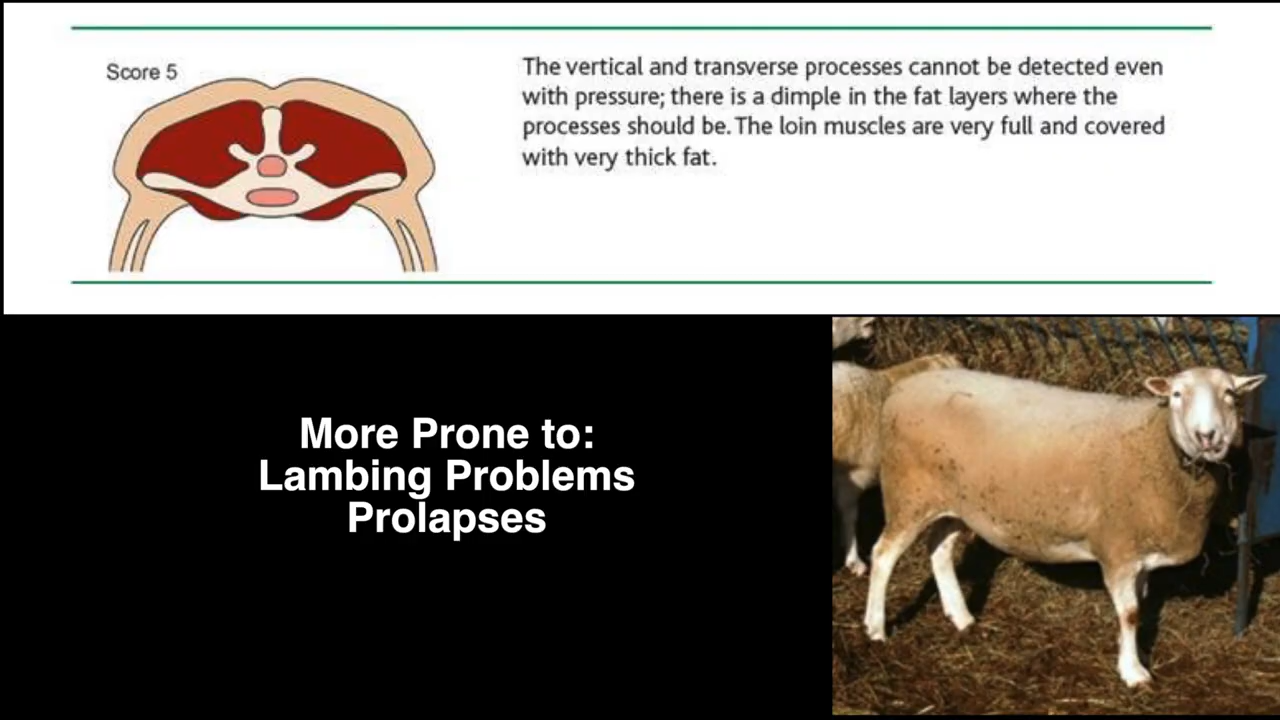 Score 5
The vertical and transverse processes cannot be detected even
with pressure; there is a dimple in the fat layers where the
processes should be. The loin muscles are very full and covered
with very thick fat.
More Prone to:
Lambing Problems
Prolapses